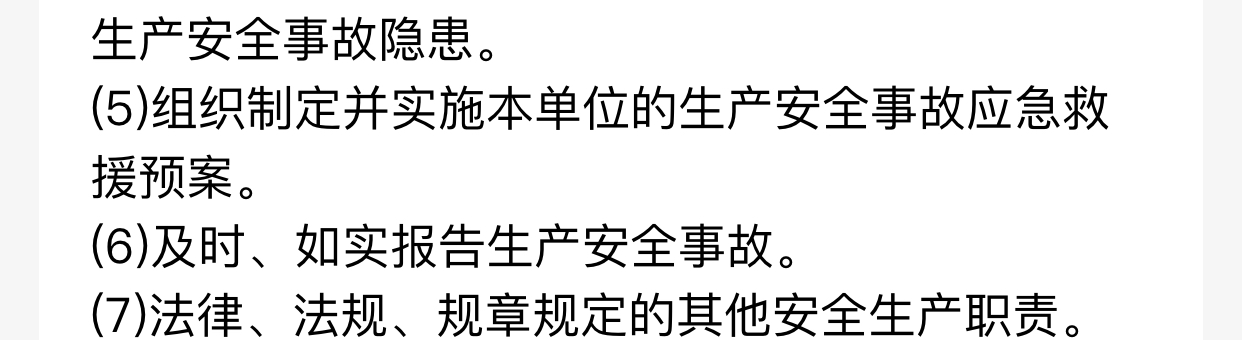 生产安全事故隐患。
(5)组织制定并实施本单位的生产安全事故应急救
援预案。
(6)及时、如实报告生产安全事故。
(7)法律、法规、规章规定的其他安全生产职责。